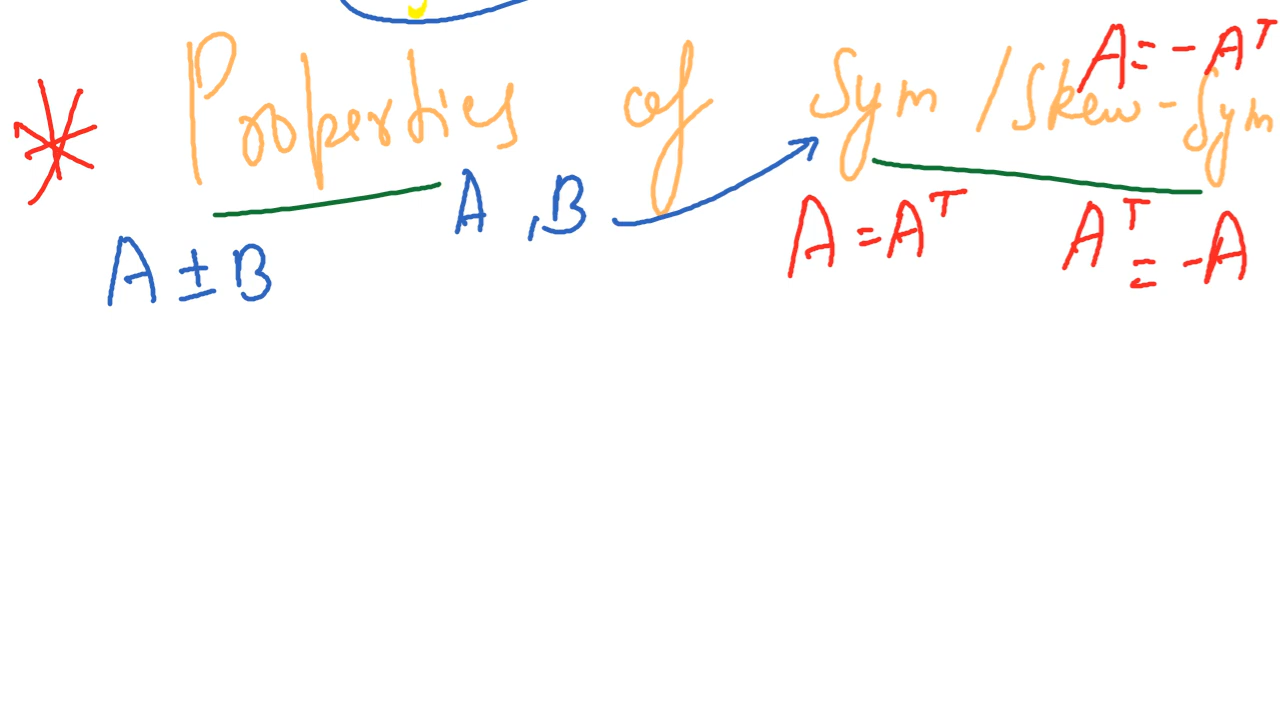 A = - Aᵀ
Properties of Sym / Skew - Sym
A , B
A = Aᵀ Aᵀ = - A
A ± B